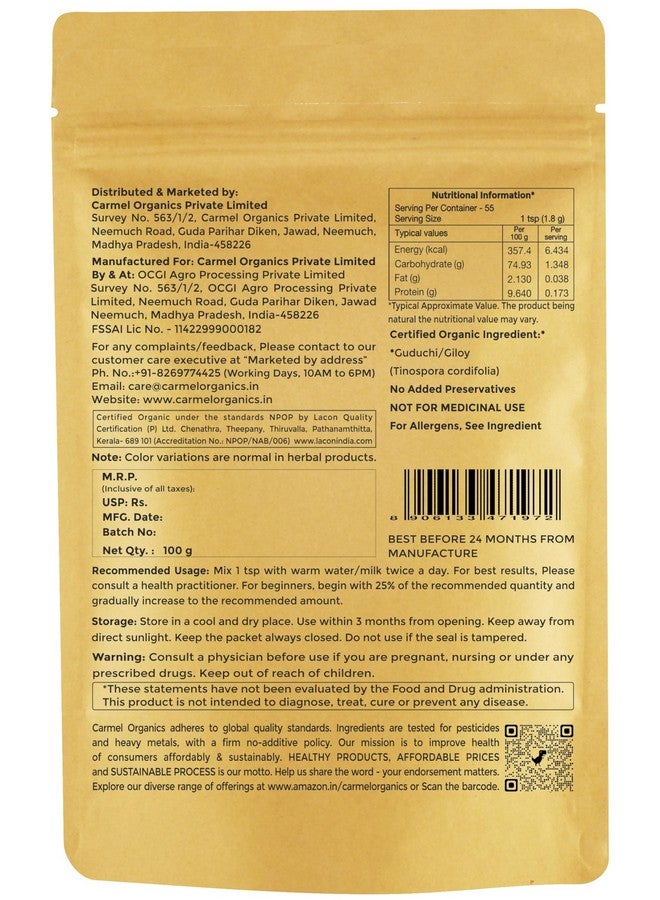 Distributed & Marketed by:
Carmel Organics Private Limited
Survey No. 563/1/2, Carmel Organics Private Limited,
Neemuch Road, Guda Parihar Diken, Jawad, Neemuch,
Madhya Pradesh, India-458226
Manufactured For: Carmel Organics Private Limited
By & At: OCGI Agro Processing Private Limited
Survey No. 563/1/2, OCGI Agro Processing Private
Limited, Neemuch Road, Guda Parihar Diken, Jawad
Neemuch, Madhya Pradesh, India-458226
FSSAI Lic No. - 11422999000182
For any complaints/feedback, Please contact to our
customer care executive at "Marketed by address"
Ph. No.:+91-8269774425 (Working Days, 10AM to 6PM)
Email: care@carmelorganics.in
Website: www.carmelorganics.in
Certified Organic under the standards NPOP by Lacon Quality
Certification (P) Ltd. Chenathra, Theepany, Thiruvalla, Pathanamthitta,
Kerala- 689 101 (Accreditation No.: NPOP/NAB/006) www.laconindia.com
Note: Color variations are normal in herbal products.
M.R.P.
(Inclusive of all taxes):
USP: Rs.
MFG. Date:
Batch No:
Net Qty. : 100 g
Nutritional Information*
Serving Per Container - 55
Serving Size 1 tsp (1.8 g)
Typical values Per 100 g Per serving
Energy (kcal) 357.4 6.434
Carbohydrate (g) 74.93 1.348
Fat (g) 2.130 0.038
Protein (g) 9.640 0.173
*Typical Approximate Value. The product being
natural the nutritional value may vary.
Certified Organic Ingredient:*
*Guduchi/Giloy
(Tinospora cordifolia)
No Added Preservatives
NOT FOR MEDICINAL USE
For Allergens, See Ingredient
8 906133 471972
BEST BEFORE 24 MONTHS FROM
MANUFACTURE
Recommended Usage: Mix 1 tsp with warm water/milk twice a day. For best results, Please
consult a health practitioner. For beginners, begin with 25% of the recommended quantity and
gradually increase to the recommended amount.
Storage: Store in a cool and dry place. Use within 3 months from opening. Keep away from
direct sunlight. Keep the packet always closed. Do not use if the seal is tampered.
Warning: Consult a physician before use if you are pregnant, nursing or under any
prescribed drugs. Keep out of reach of children.
*These statements have not been evaluated by the Food and Drug administration.
This product is not intended to diagnose, treat, cure or prevent any disease.
Carmel Organics adheres to global quality standards. Ingredients are tested for pesticides
and heavy metals, with a firm no-additive policy. Our mission is to improve health
of consumers affordably & sustainably. HEALTHY PRODUCTS, AFFORDABLE PRICES
and SUSTAINABLE PROCESS is our motto. Help us share the word - your endorsement matters.
Explore our diverse range of offerings at www.amazon.in/carmelorganics or Scan the barcode.